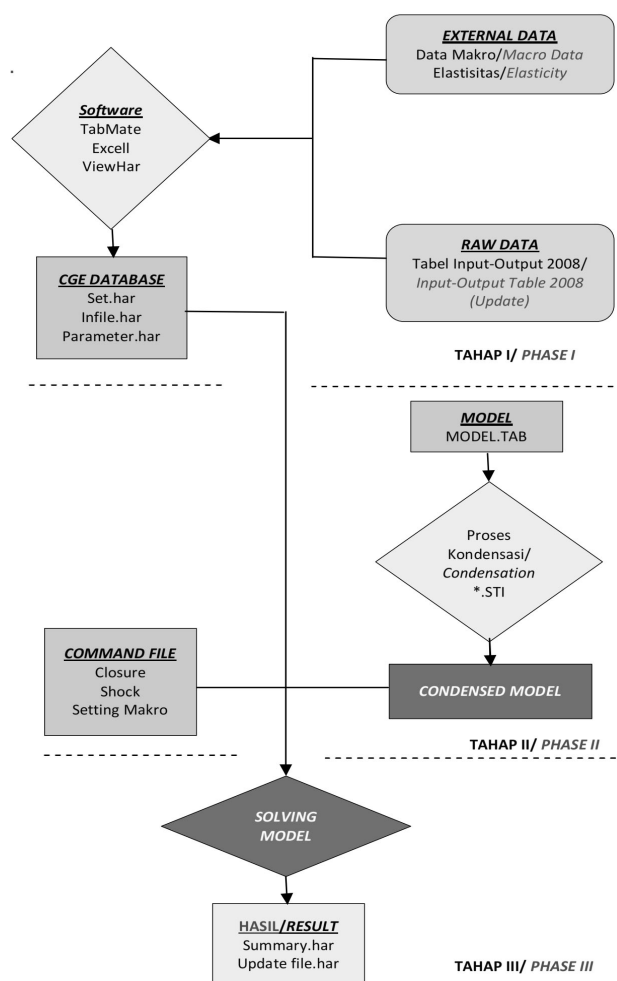 EXTERNAL DATA
Data Makro/Macro Data
Elastisitas/Elasticity
Software
TabMate
Excell
ViewHar
RAW DATA
Tabel Input-Output 2008/
Input-Output Table 2008
(Update)
CGE DATABASE
Set.har
Infile.har
Parameter.har
TAHAP I/ PHASE I
MODEL
MODEL.TAB
Proses
Kondensasi/
Condensation
*.STI
COMMAND FILE
Closure
Shock
Setting Makro
CONDENSED MODEL
TAHAP II/ PHASE II
SOLVING
MODEL
HASIL/RESULT
Summary.har
Update file.har
TAHAP III/ PHASE III